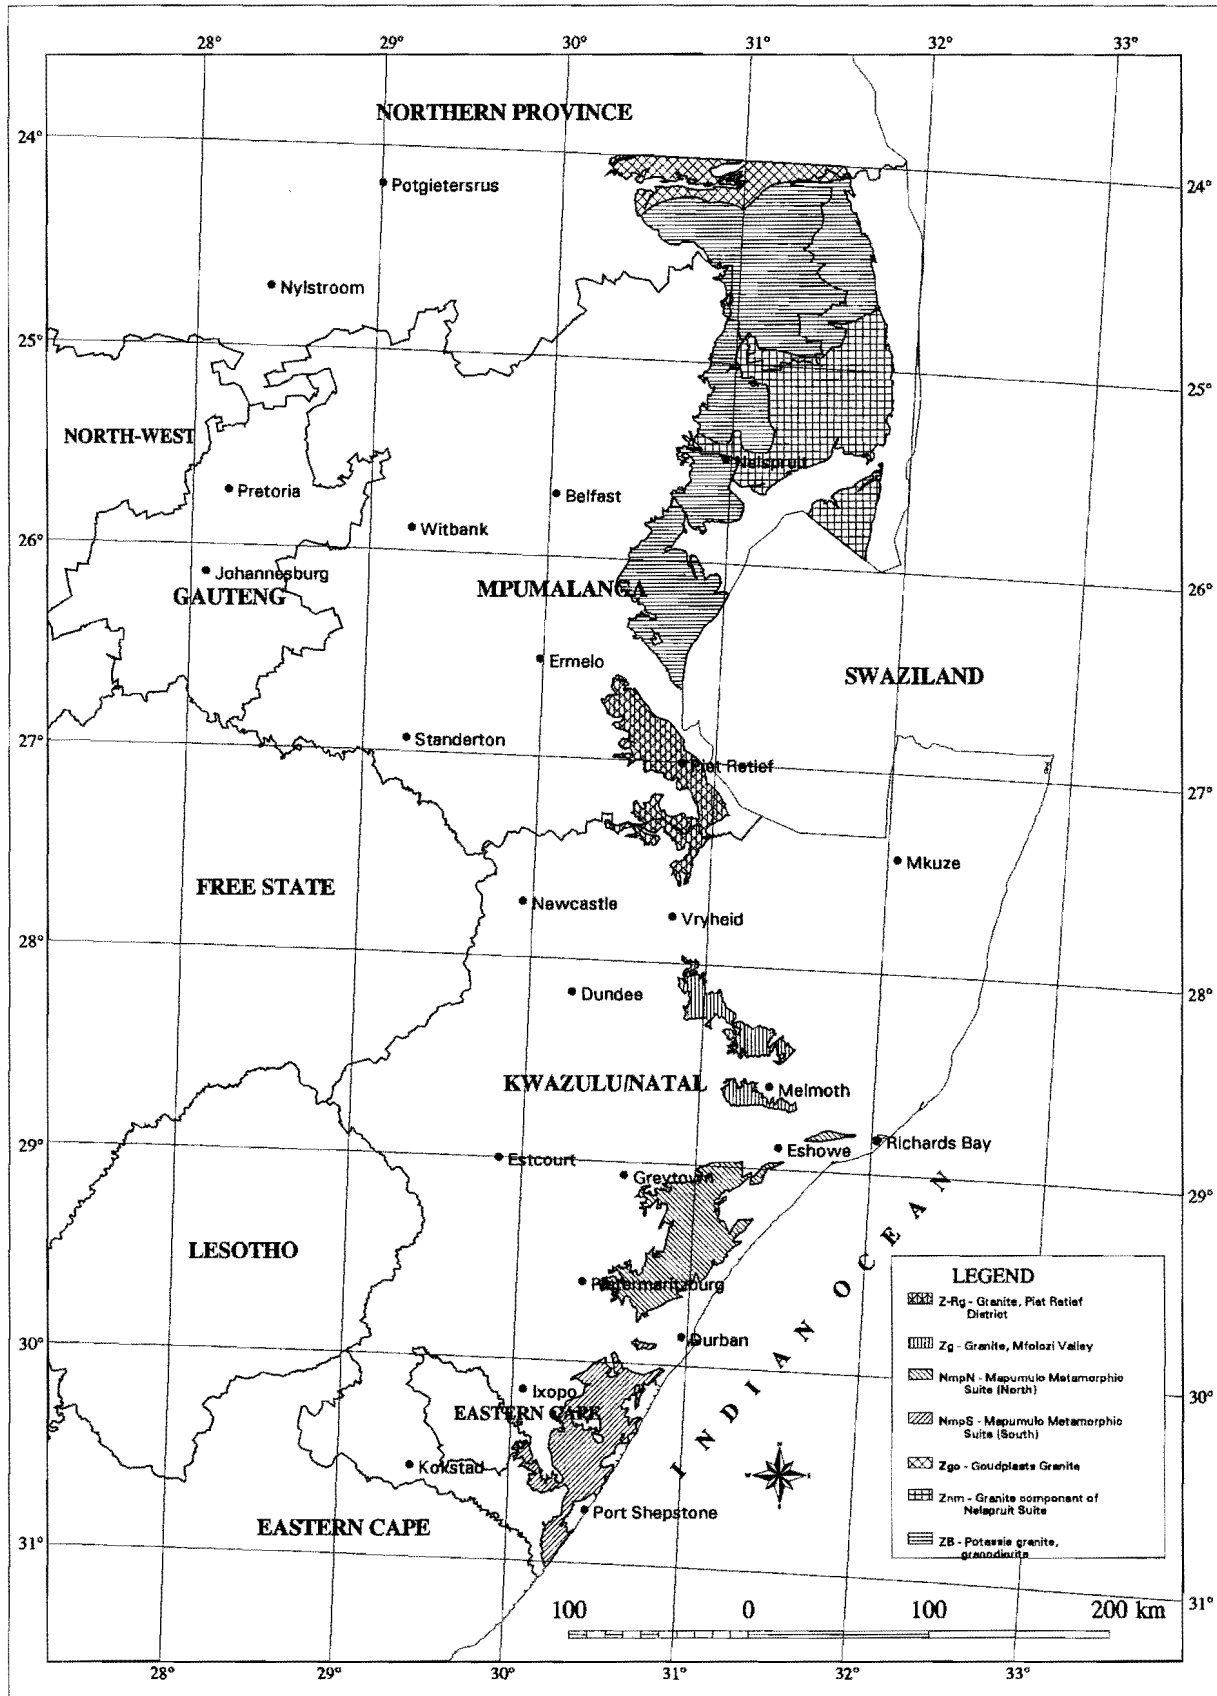 28° 29° 30° 31° 32° 33°
NORTHERN PROVINCE
24°
Potgietersrus
24°
Nylstroom
25°
25°
NORTH-WEST
Nelspruit
Pretoria
Belfast
Witbank
26°
Johannesburg
GAUTENG
MPUMALANGA
26°
Ermelo
SWAZILAND
27°
Standerton
Piet Retief
27°
Mkuze
FREE STATE
Newcastle
Vryheid
28°
Dundee
28°
KWAZULU/NATAL
Melmoth
29°
Estcourt
Eshowe
Richards Bay
Greytown
29°
LESOTHO
Pietermaritzburg
INDIAN OCEAN
30°
Durban
Ixopo
EASTERN CAPE
30°
Kokstad
Port Shepstone
EASTERN CAPE
31°
31°
LEGEND
Z-Rg - Granite, Piet Retief
District
Zg - Granite, Mfolozi Valley
NmpN - Mapumulo Metamorphic
Suite (North)
NmpS - Mapumulo Metamorphic
Suite (South)
Zgo - Goudplaats Granite
Znm - Granite component of
Nelspruit Suite
ZB - Potassic granite,
granodiorite
100 0 100 200 km
28° 29° 30° 31° 32° 33°